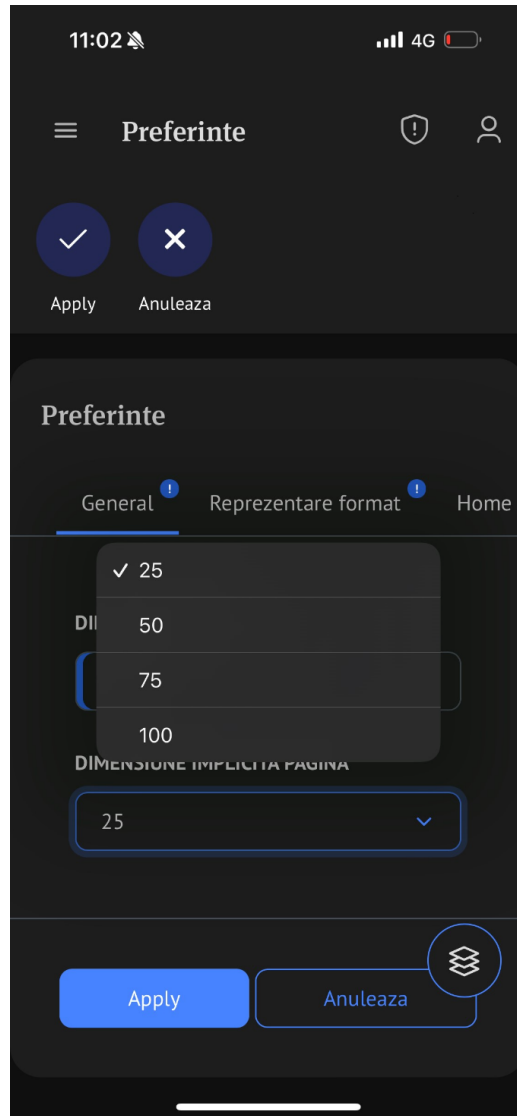 11:02
4G
Preferinte
Apply
Anuleaza
Preferinte
General
Reprezentare format
Home
25
50
75
100
DIMENSIUNE IMPLICITA PAGINA
25
Apply
Anuleaza